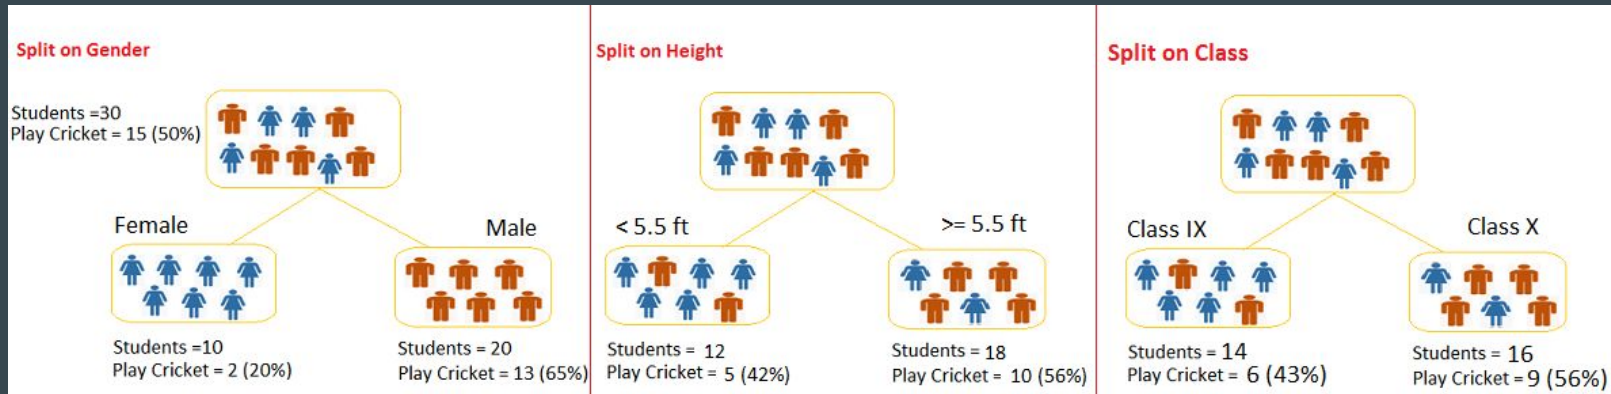 Split on Gender
Students =30
Play Cricket = 15 (50%)
Female
Male
Students =10
Play Cricket = 2 (20%)
Students = 20
Play Cricket = 13 (65%)
Split on Height
< 5.5 ft
>= 5.5 ft
Students = 12
Play Cricket = 5 (42%)
Students = 18
Play Cricket = 10 (56%)
Split on Class
Class IX
Class X
Students = 14
Play Cricket = 6 (43%)
Students = 16
Play Cricket = 9 (56%)